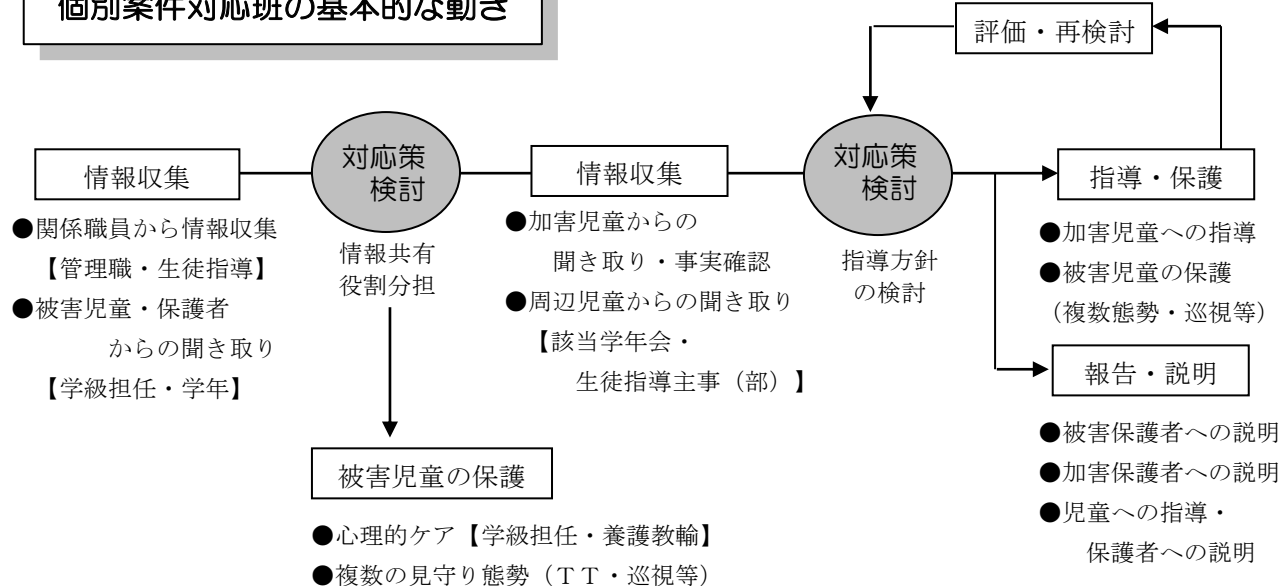 個別案件対応班の基本的な動き
評価・再検討
情報収集
●関係職員から情報収集
【管理職・生徒指導】
●被害児童・保護者
からの聞き取り
【学級担任・学年】
対応策
検討
情報共有
役割分担
被害児童の保護
●心理的ケア【学級担任・養護教輸】
●複数の見守り態勢（ＴＴ・巡視等）
情報収集
●加害児童からの
聞き取り・事実確認
●周辺児童からの聞き取り
【該当学年会・
生徒指導主事（部）】
対応策
検討
指導方針
の検討
指導・保護
●加害児童への指導
●被害児童の保護
（複数態勢・巡視等）
報告・説明
●被害保護者への説明
●加害保護者への説明
●児童への指導・
保護者への説明